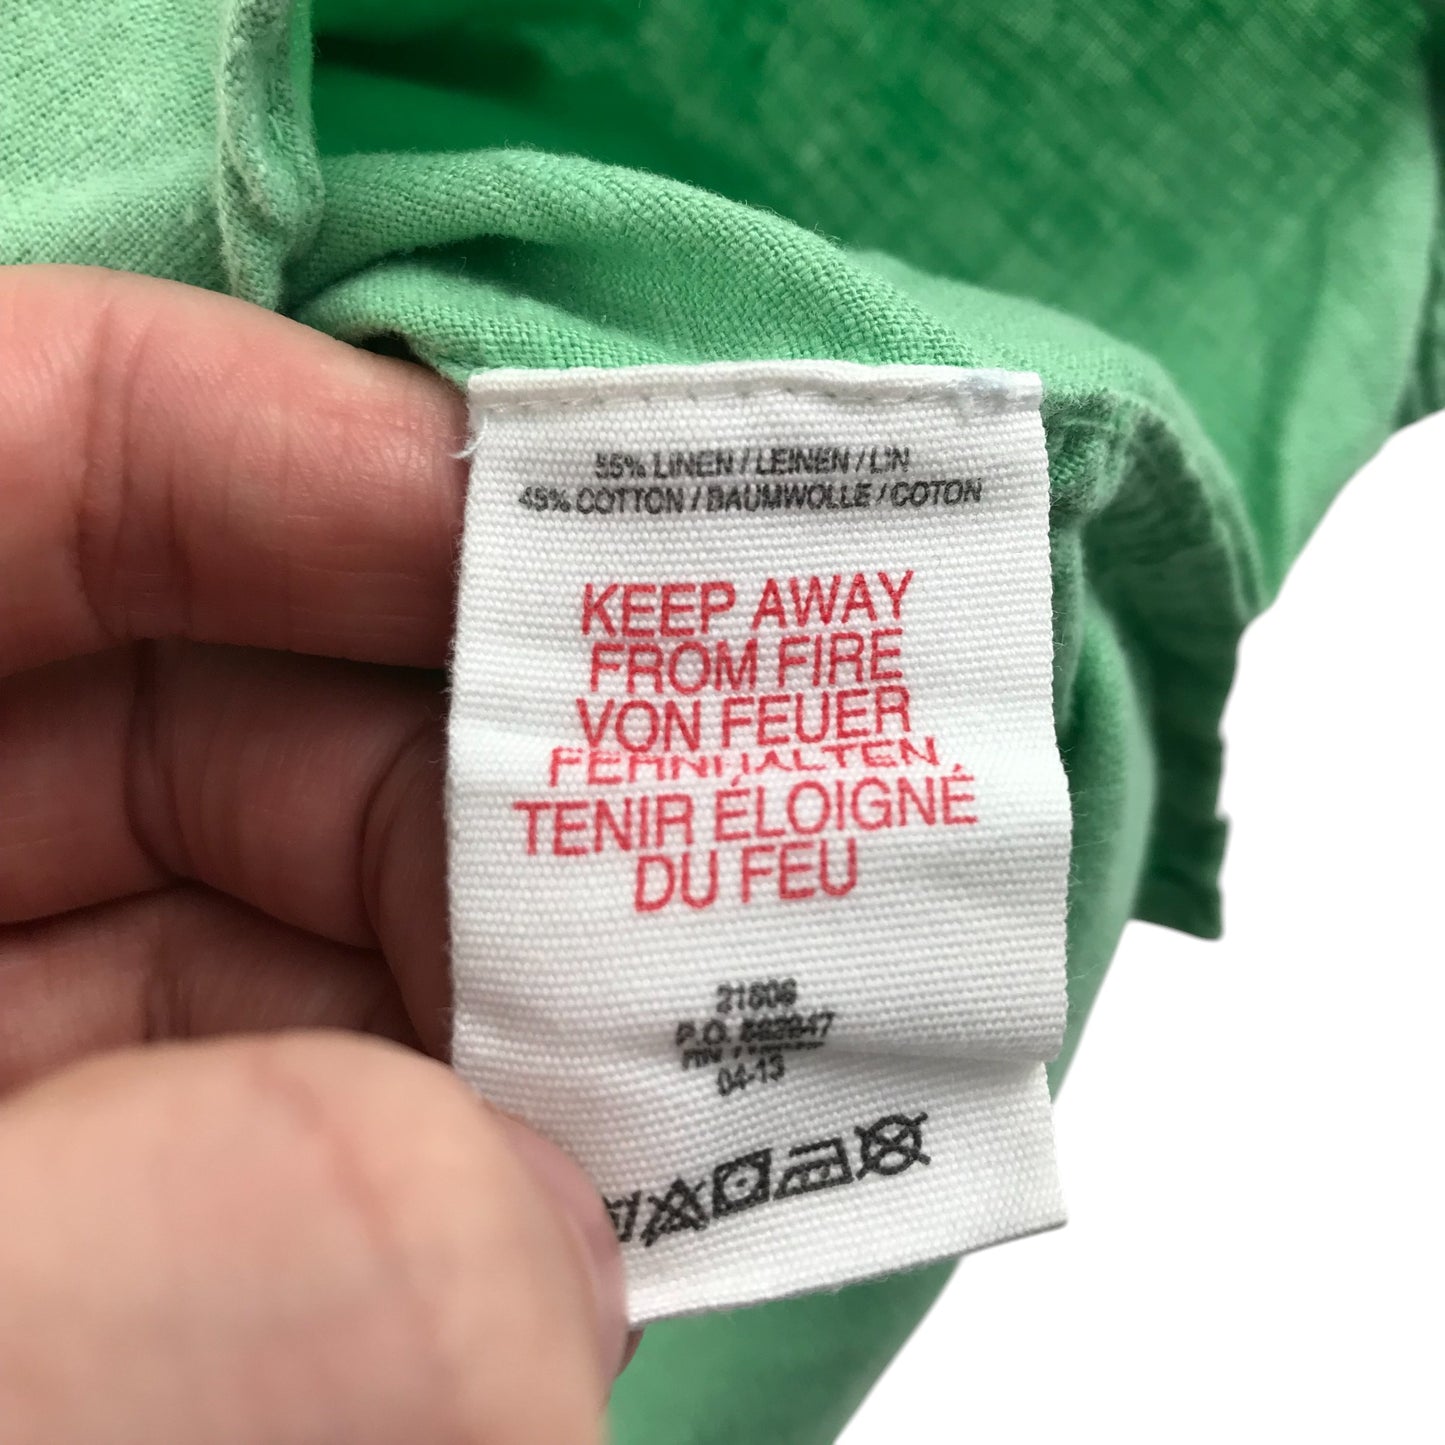 55% LINEN / LEINEN / LIN
45% COTTON / BAUMWOLLE / COTON
KEEP AWAY
FROM FIRE
VON FEUER
FERNHALTEN
TENIR ÉLOIGNÉ
DU FEU
21606
P.O.
04-13